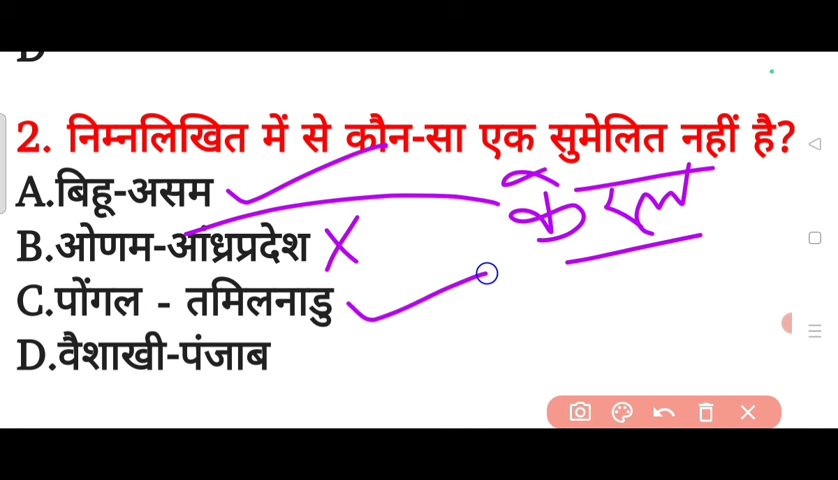 2. निम्नलिखित में से कौन-सा एक सुमेलित नहीं है?
A.बिहू-असम
केरल
B.ओणम-आंध्रप्रदेश
C.पोंगल - तमिलनाडु
D.वैशाखी-पंजाब